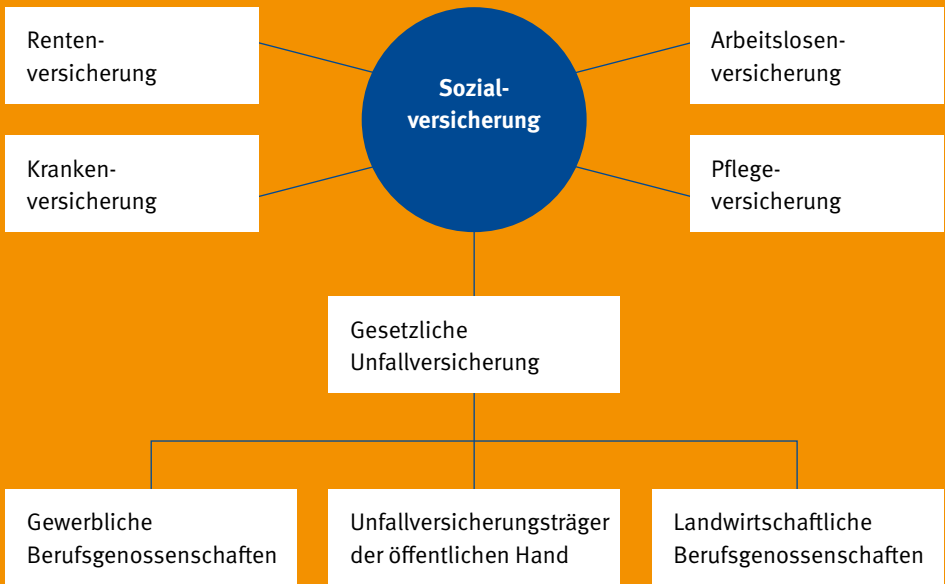 Renten-
versicherung
Sozial-
versicherung
Arbeitslosen-
versicherung
Kranken-
versicherung
Pflege-
versicherung
Gesetzliche
Unfallversicherung
Gewerbliche
Berufsgenossenschaften
Unfallversicherungsträger
der öffentlichen Hand
Landwirtschaftliche
Berufsgenossenschaften